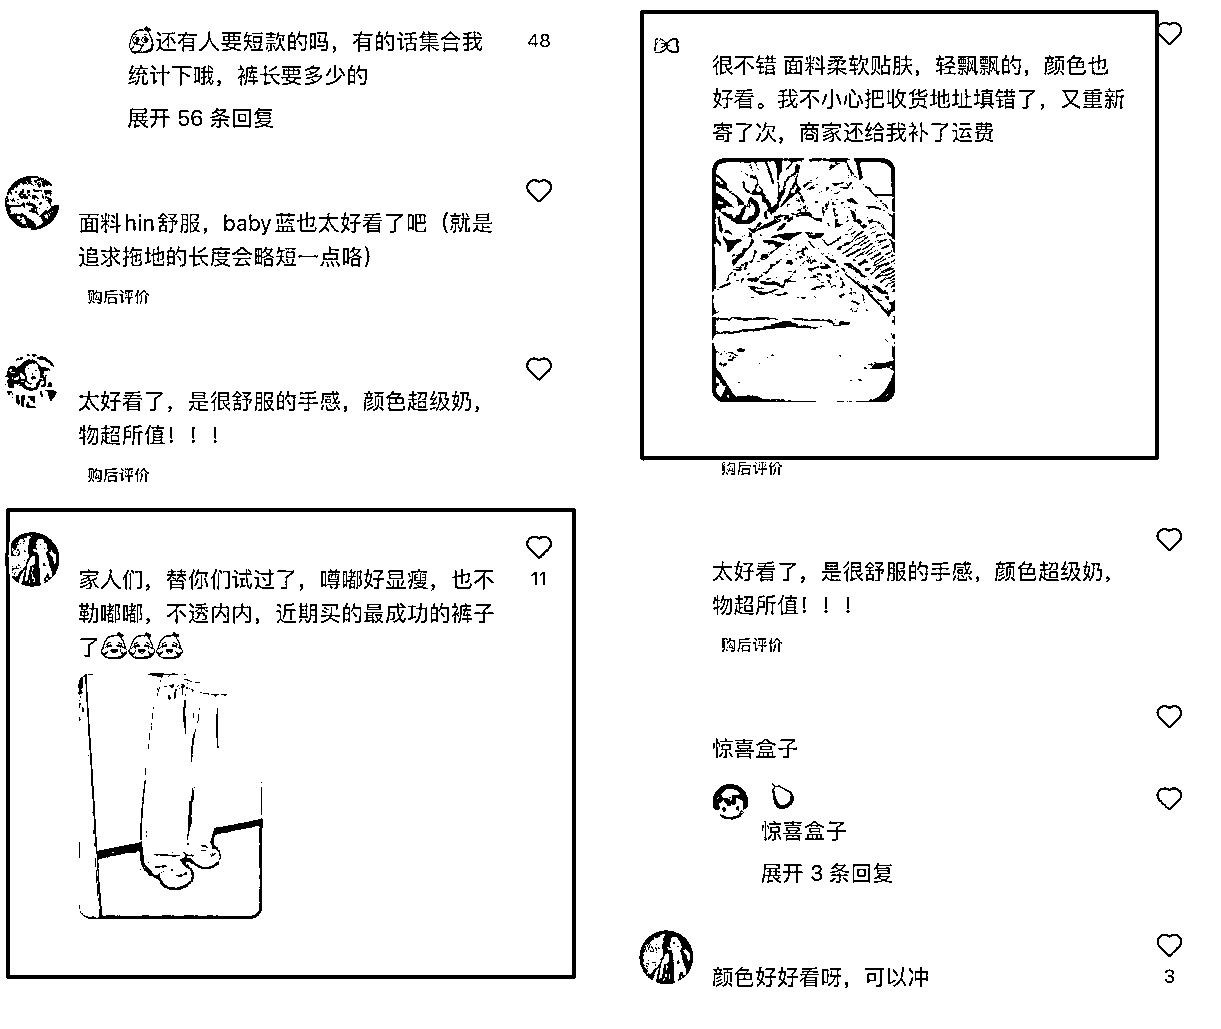 还有人要短款的吗，有的话集合我
48
统计下哦，裤长要多少的
展开 56 条回复
面料hin舒服，baby蓝也太好看了吧（就是
追求拖地的长度会略短一点咯）
购后评价
太好看了，是很舒服的手感，颜色超级奶，
物超所值！！！
购后评价
家人们，替你们试过了，噂嘟好显瘦，也不
11
勒嘟嘟，不透内内，近期买的最成功的裤子
了
很不错 面料柔软贴肤，轻飘飘的，颜色也
好看。我不小心把收货地址填错了，又重新
寄了次，商家还给我补了运费
购后评价
太好看了，是很舒服的手感，颜色超级奶，
物超所值！！！
购后评价
惊喜盒子
惊喜盒子
展开 3 条回复
颜色好好看呀，可以冲
3